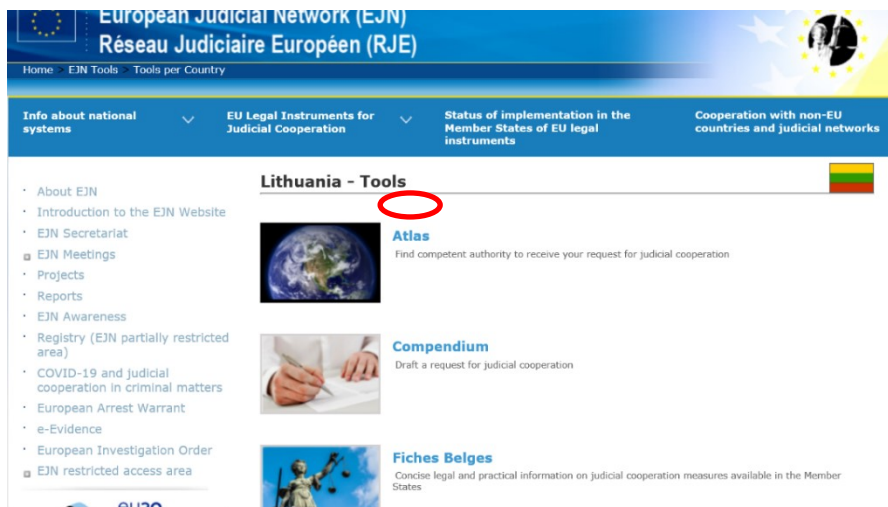 European Judicial Network (EJN)
Réseau Judiciaire Européen (RJE)
Home > EJN Tools > Tools per Country
Info about national
systems
EU Legal Instruments for
Judicial Cooperation
Status of implementation in the
Member States of EU legal
instruments
Cooperation with non-EU
countries and judicial networks
· About EJN
· Introduction to the EJN Website
· EJN Secretariat
EJN Meetings
· Projects
· Reports
· EJN Awareness
· Registry (EJN partially restricted
area)
· COVID-19 and judicial
cooperation in criminal matters
· European Arrest Warrant
· e-Evidence
· European Investigation Order
EJN restricted access area
Lithuania - Tools
Atlas
Find competent authority to receive your request for judicial cooperation
Compendium
Draft a request for judicial cooperation
Fiches Belges
Concise legal and practical information on judicial cooperation measures available in the Member
States